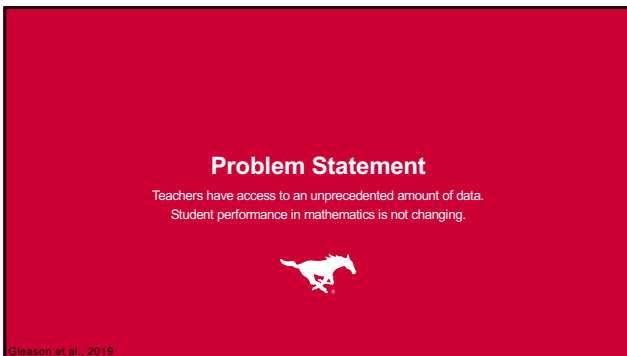 Problem Statement
Teachers have access to an unprecedented amount of data.
Student performance in mathematics is not changing.
Gleason et al., 2019